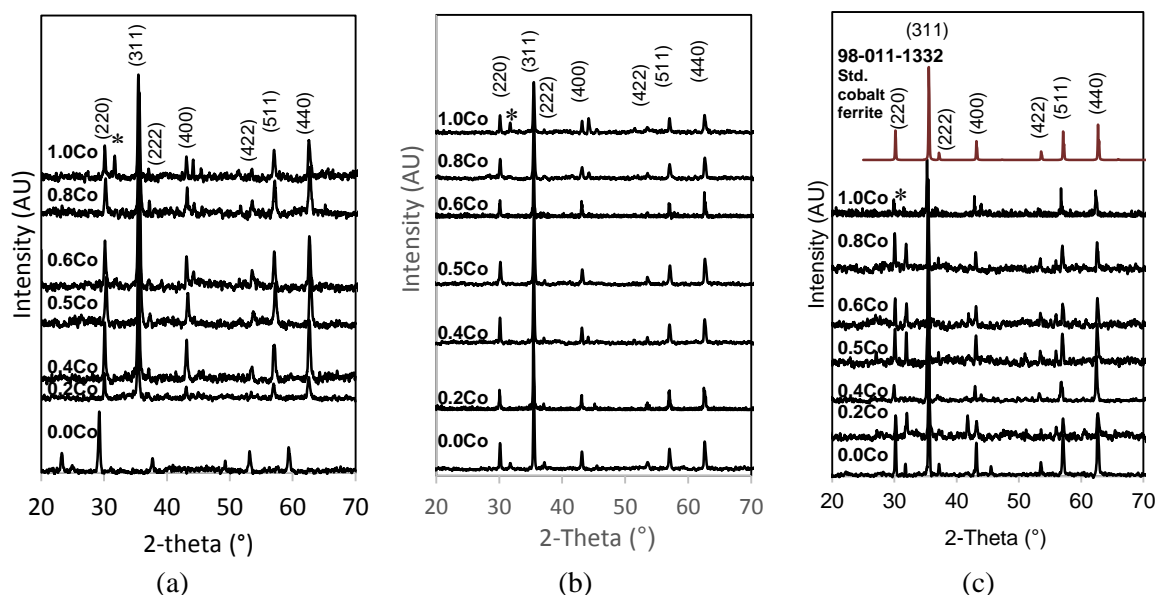 (311)
(220)
*
(222)
(400)
(422)
(511)
(440)
1.0Co
0.8Co
0.6Co
0.5Co
0.4Co
0.2Co
0.0Co
Intensity (AU)
20 30 40 50 60 70
2-theta (°)
(a)
(220)
*
(311)
(222)
(400)
(422)
(511)
(440)
1.0Co
0.8Co
0.6Co
0.5Co
0.4Co
0.2Co
0.0Co
Intensity (AU)
20 30 40 50 60 70
2-Theta (°)
(b)
(311)
98-011-1332
Std.
cobalt
ferrite
(220)
(222)
(400)
(422)
(511)
(440)
1.0Co
*
0.8Co
0.6Co
0.5Co
0.4Co
0.2Co
0.0Co
Intensity (AU)
20 30 40 50 60 70
2-Theta (°)
(c)